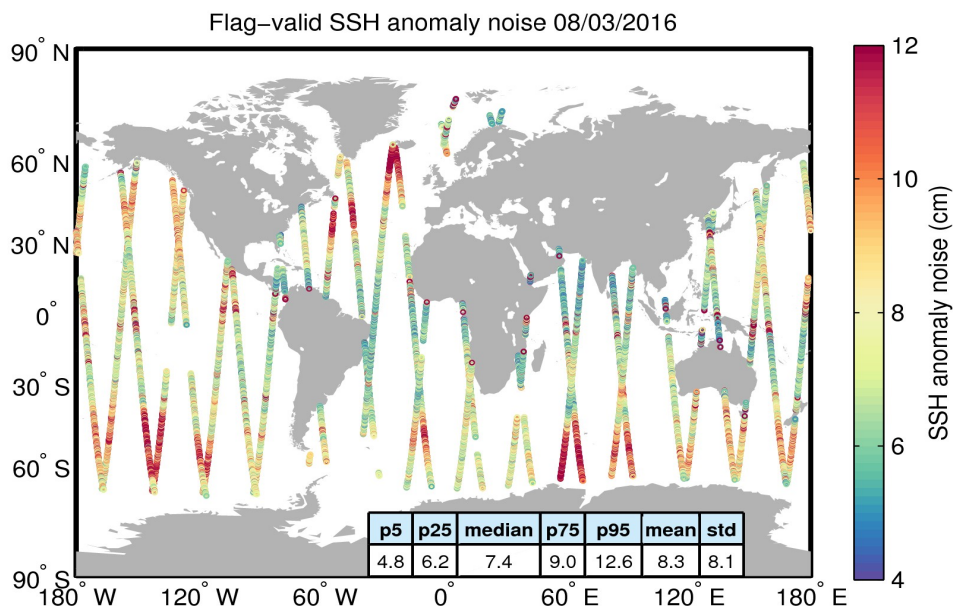 Flag−valid SSH anomaly noise 08/03/2016
90° N
60° N
30° N
0°
30° S
60° S
90° S
180° W 120° W 60° W 0° 60° E 120° E 180° E
p5 p25 median p75 p95 mean std
4.8 6.2 7.4 9.0 12.6 8.3 8.1
12
10
8
6
4
SSH anomaly noise (cm)